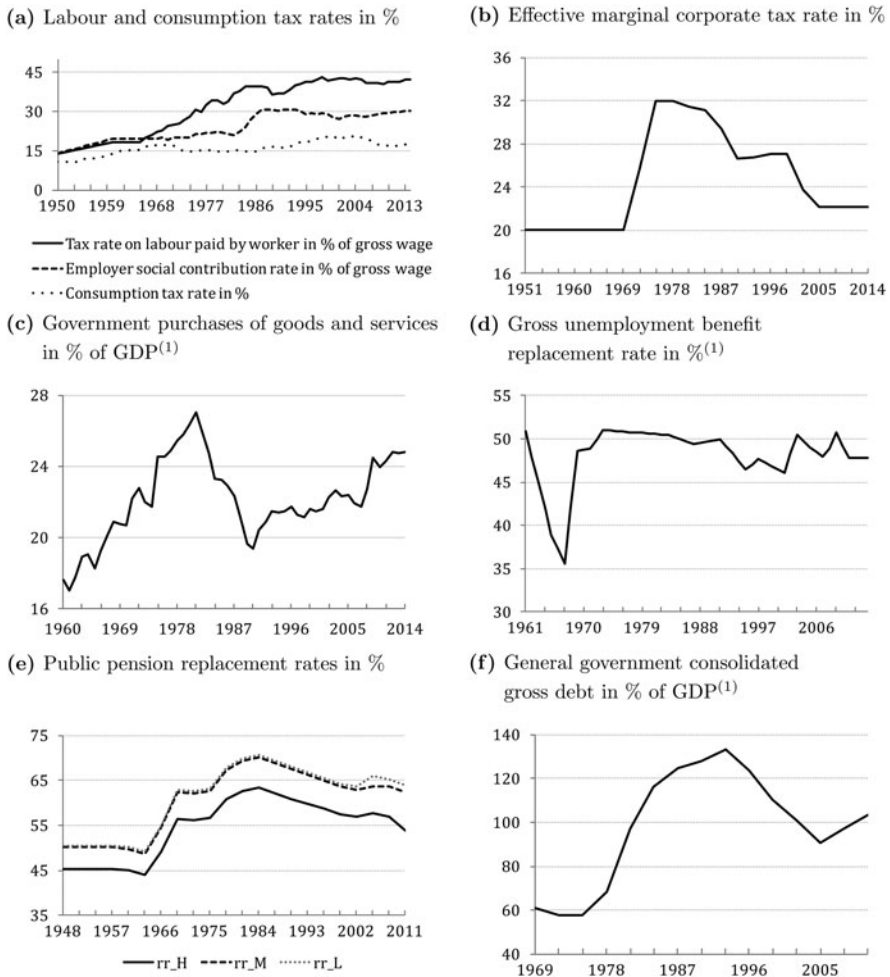 (a) Labour and consumption tax rates in %
45
30
15
0
1950 1959 1968 1977 1986 1995 2004 2013
Tax rate on labour paid by worker in % of gross wage
Employer social contribution rate in % of gross wage
Consumption tax rate in %
(b) Effective marginal corporate tax rate in %
36
32
28
24
20
16
1951 1960 1969 1978 1987 1996 2005 2014
(c) Government purchases of goods and services
in % of GDP(1)
28
24
20
16
1960 1969 1978 1987 1996 2005 2014
(d) Gross unemployment benefit
replacement rate in %(1)
55
50
45
40
35
30
1961 1970 1979 1988 1997 2006
(e) Public pension replacement rates in %
75
65
55
45
35
1948 1957 1966 1975 1984 1993 2002 2011
rr_H rr_M rr_L
(f) General government consolidated
gross debt in % of GDP(1)
140
120
100
80
60
40
1969 1978 1987 1996 2005